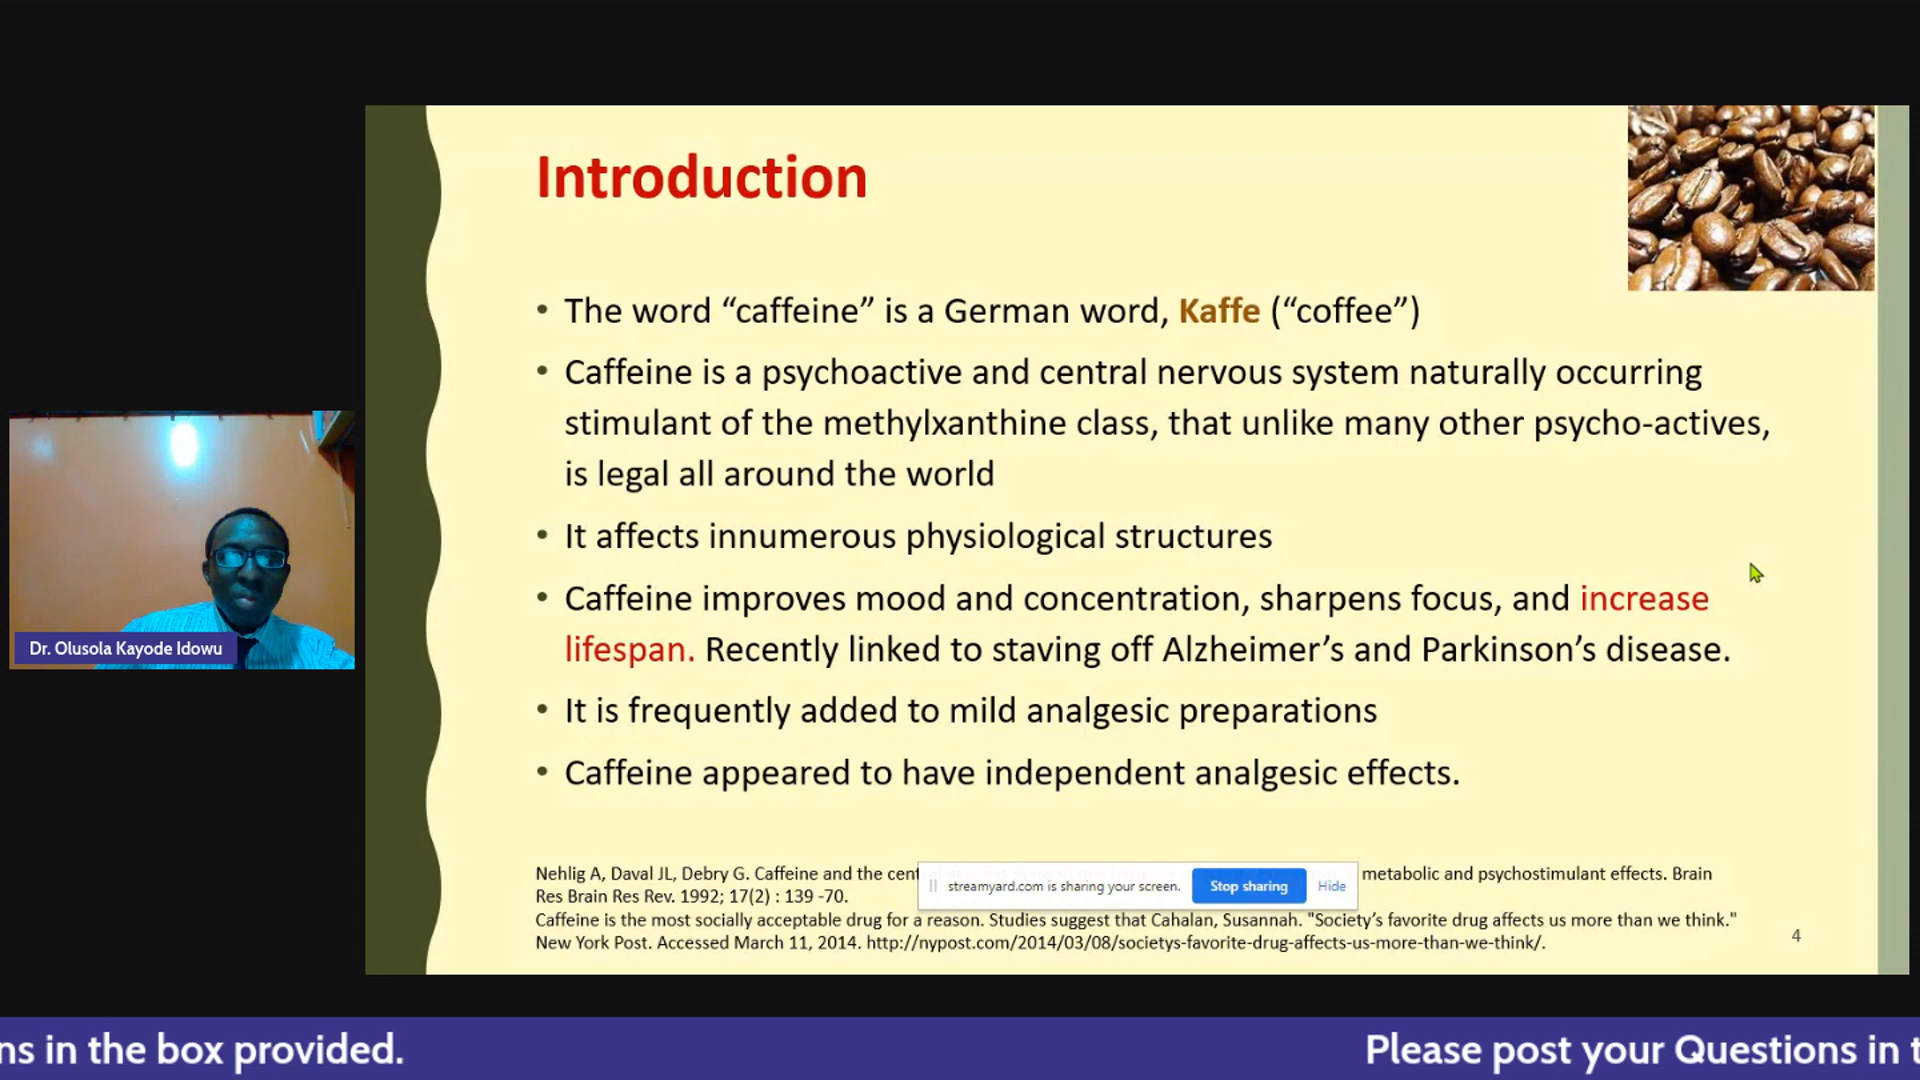 Introduction
• The word “caffeine” is a German word, Kaffe (“coffee”)
• Caffeine is a psychoactive and central nervous system naturally occurring
stimulant of the methylxanthine class, that unlike many other psycho-actives,
is legal all around the world
• It affects innumerous physiological structures
• Caffeine improves mood and concentration, sharpens focus, and increase
lifespan. Recently linked to staving off Alzheimer’s and Parkinson’s disease.
Dr. Olusola Kayode Idowu
• It is frequently added to mild analgesic preparations
• Caffeine appeared to have independent analgesic effects.
Nehlig A, Daval JL, Debry G. Caffeine and the cent metabolic and psychostimulant effects. Brain
streamyard.com is sharing your screen. Stop sharing Hide
Res Brain Res Rev. 1992; 17(2) : 139 -70.
Caffeine is the most socially acceptable drug for a reason. Studies suggest that Cahalan, Susannah. "Society’s favorite drug affects us more than we think."
New York Post. Accessed March 11, 2014. http://nypost.com/2014/03/08/societys-favorite-drug-affects-us-more-than-we-think/.
4
ns in the box provided. Please post your Questions in t